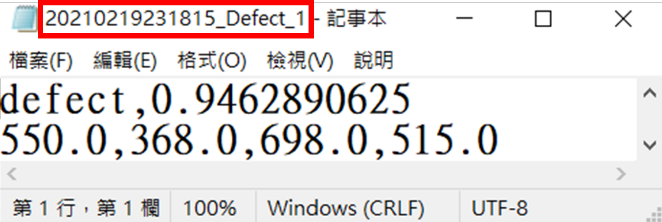 20210219231815_Defect_1 - 記事本
檔案(F) 編輯(E) 格式(O) 檢視(V) 說明
defect,0.9462890625
550.0,368.0,698.0,515.0
第 1 行，第 1 欄 100% Windows (CRLF) UTF-8